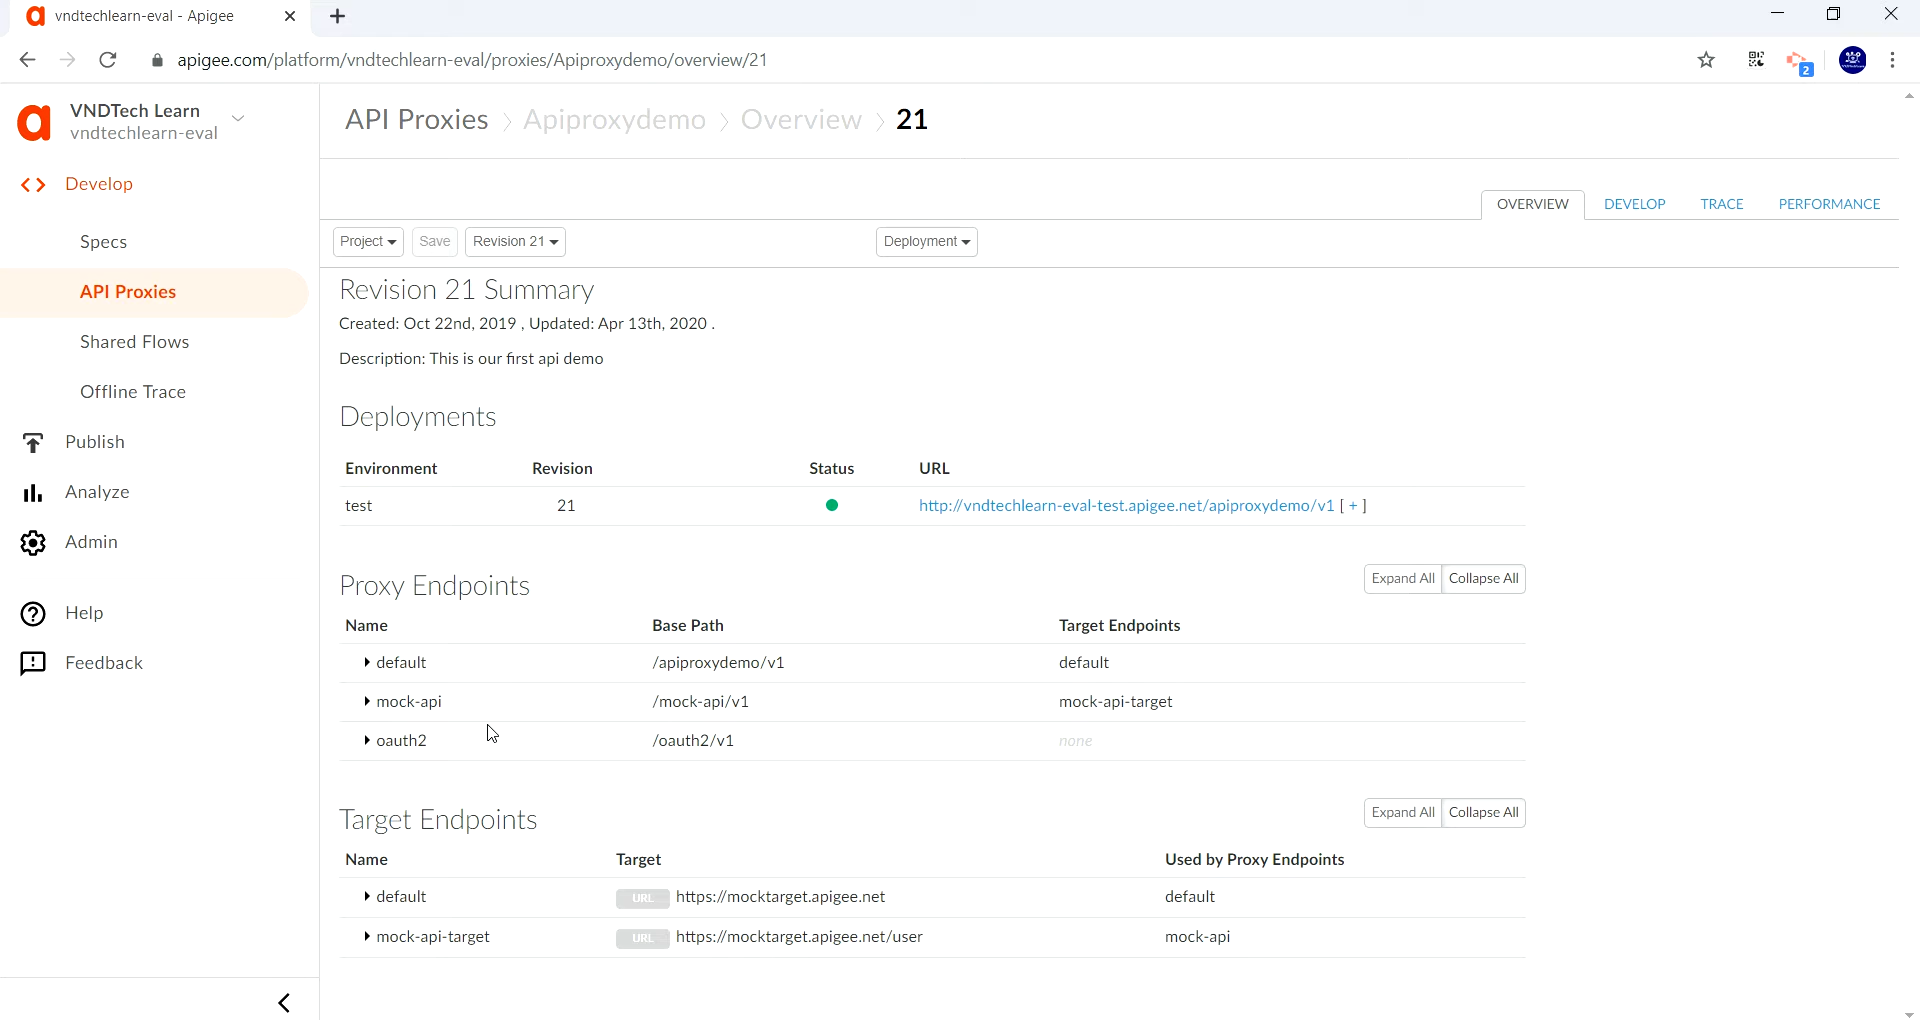 vndtechlearn-eval - Apigee
apigee.com/platform/vndtechlearn-eval/proxies/Apiproxydemo/overview/21
2
VNDTech Learn
vndtechlearn-eval
API Proxies > Apiproxydemo > Overview > 21
Develop
OVERVIEW DEVELOP TRACE PERFORMANCE
Specs
Project Save Revision 21 Deployment
API Proxies
Revision 21 Summary
Created: Oct 22nd, 2019 , Updated: Apr 13th, 2020 .
Shared Flows
Description: This is our first api demo
Offline Trace
Deployments
Publish
Environment Revision Status URL
Analyze
test 21 http://vndtechlearn-eval-test.apigee.net/apiproxydemo/v1 [ + ]
Admin
Proxy Endpoints Expand All Collapse All
Help
Name Base Path Target Endpoints
default /apiproxydemo/v1 default
Feedback
mock-api /mock-api/v1 mock-api-target
oauth2 /oauth2/v1 none
Target Endpoints Expand All Collapse All
Name Target Used by Proxy Endpoints
default URL https://mocktarget.apigee.net default
mock-api-target URL https://mocktarget.apigee.net/user mock-api